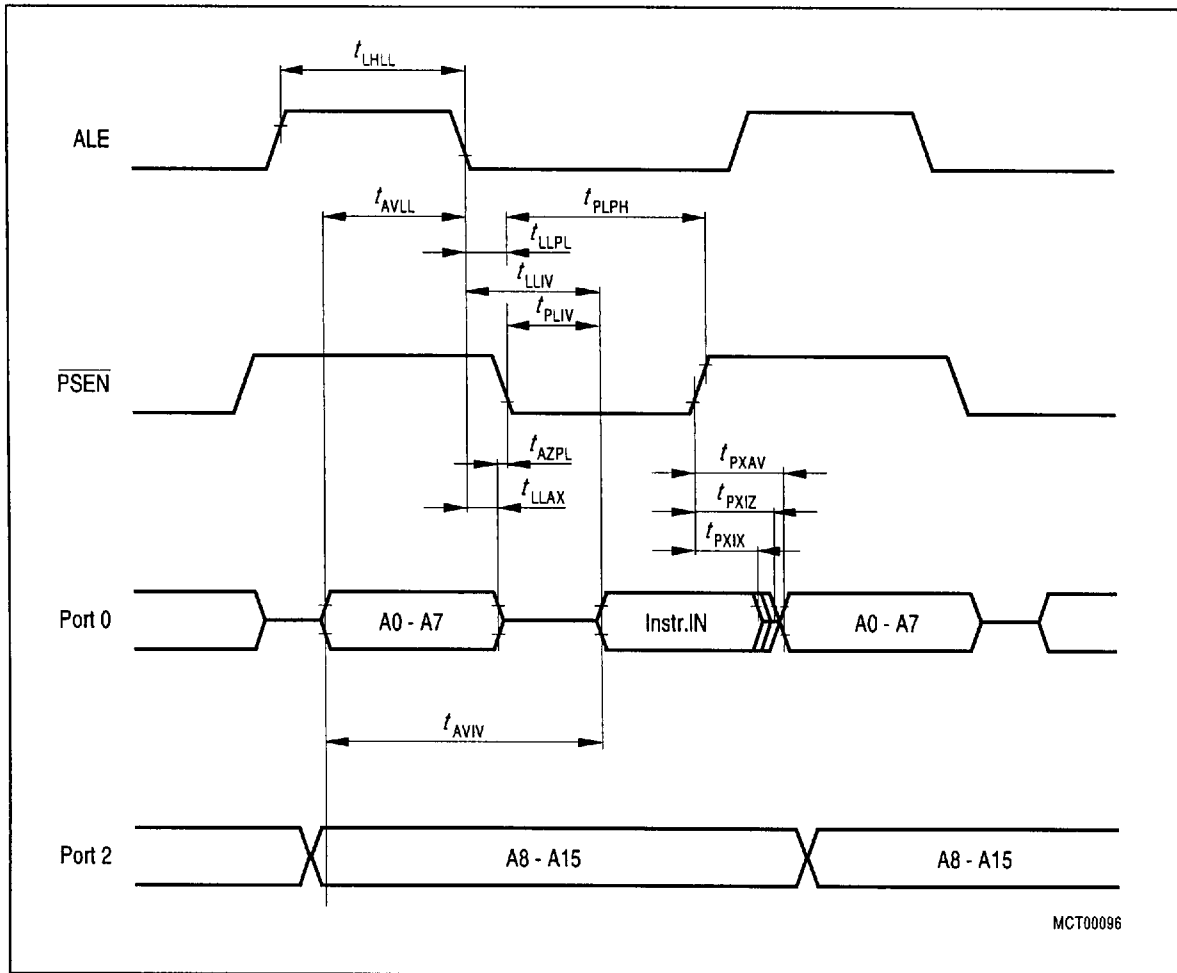 tLHLL
ALE
tAVLL
tPLPH
tLLPL
tLLIV
tPLIV
PSEN
tAZPL
tPXAV
tLLAX
tPXIZ
tPXIX
Port 0
A0 - A7
Instr.IN
A0 - A7
tAVIV
Port 2
A8 - A15
A8 - A15
MCT00096